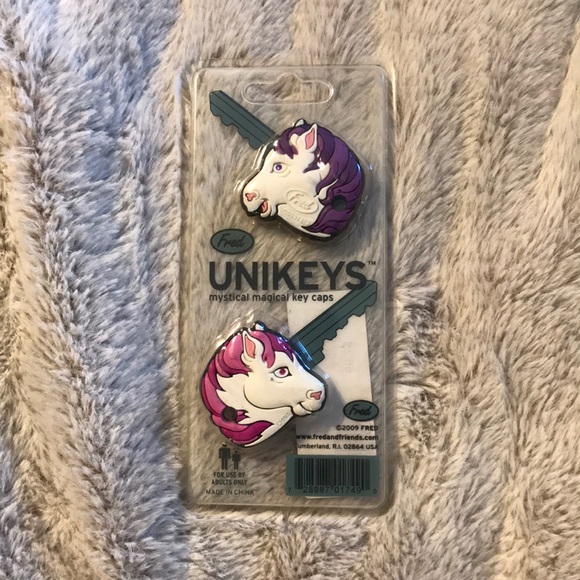 Fred
Fred
UNIKEYS™
mystical magical key caps
Fred
©2009 FRED
www.fredandfriends.com
Cumberland, R.I. 02864 USA
FOR USE BY
ADULTS ONLY
MADE IN CHINA